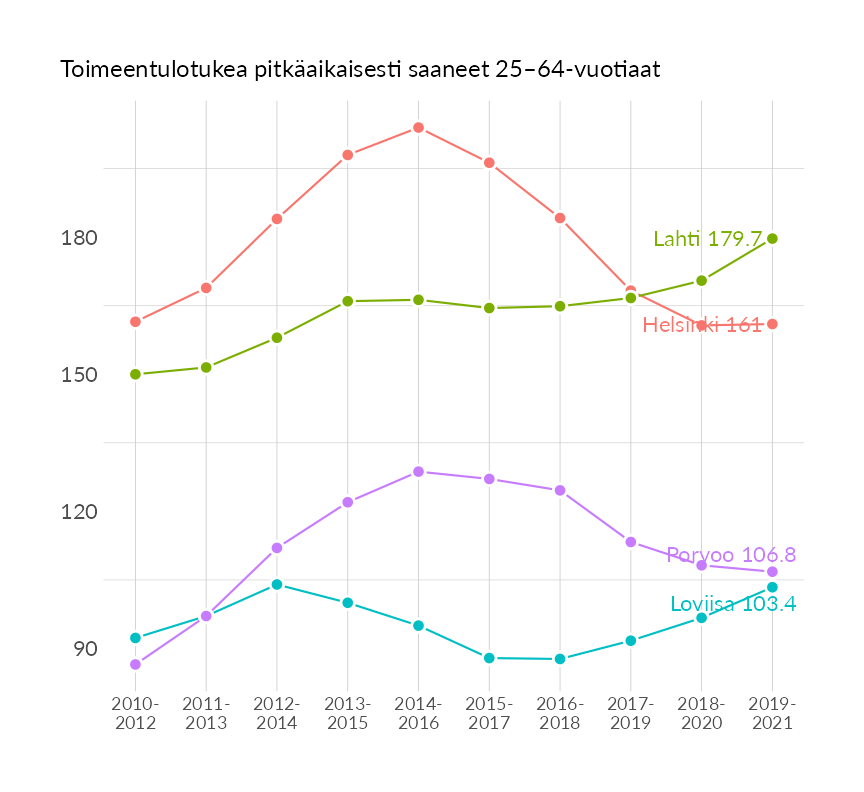 Toimeentulotukea pitkäaikaisesti saaneet 25–64-vuotiaat
180
150
120
90
Lahti 179.7
Helsinki 161
Porvoo 106.8
Loviisa 103.4
2010- 2011- 2012- 2013- 2014- 2015- 2016- 2017- 2018- 2019-
2012 2013 2014 2015 2016 2017 2018 2019 2020 2021